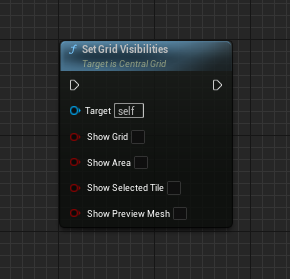 f Set Grid Visibilities
Target is Central Grid
Target self
Show Grid
Show Area
Show Selected Tile
Show Preview Mesh